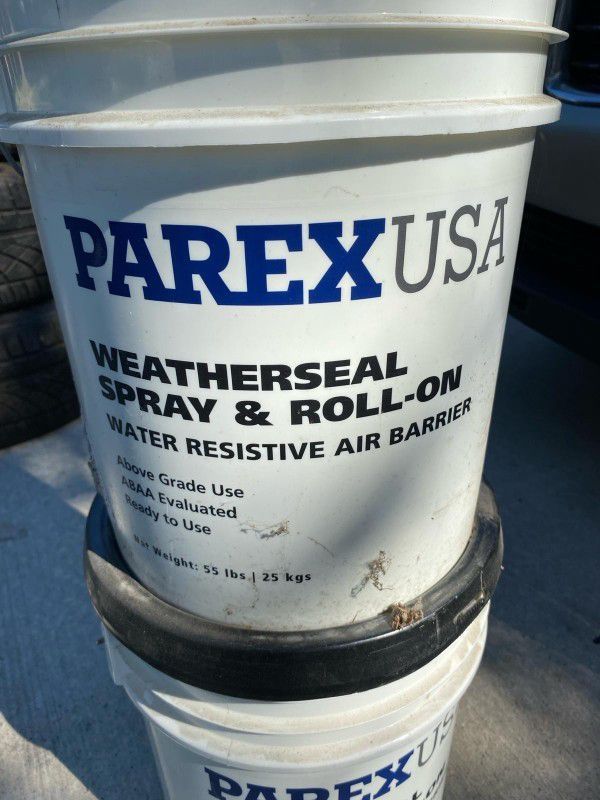 PAREXUSA
WEATHERSEAL
SPRAY & ROLL-ON
WATER RESISTIVE AIR BARRIER
Above Grade Use
ABAA Evaluated
Ready to Use
Net Weight: 55 lbs | 25 kgs
PAREXUS